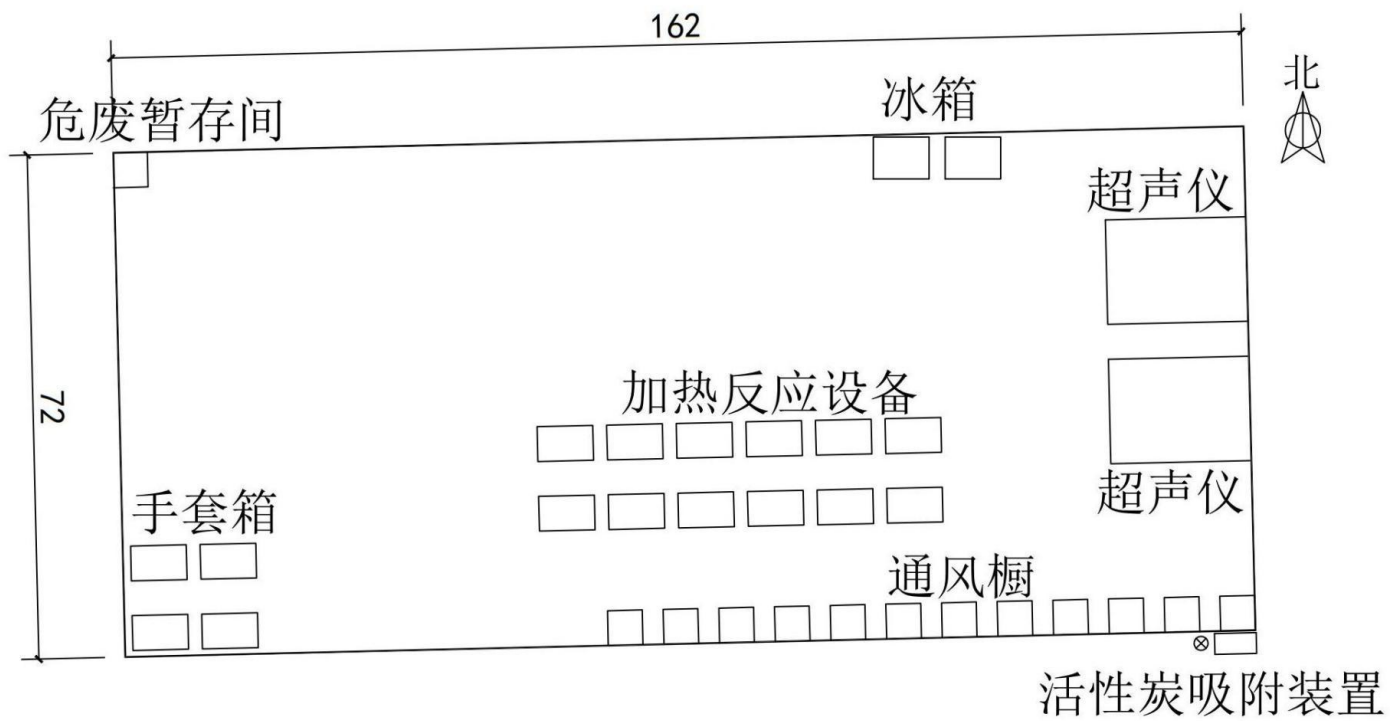 162
北
危废暂存间
冰箱
超声仪
72
加热反应设备
超声仪
手套箱
通风橱
活性炭吸附装置